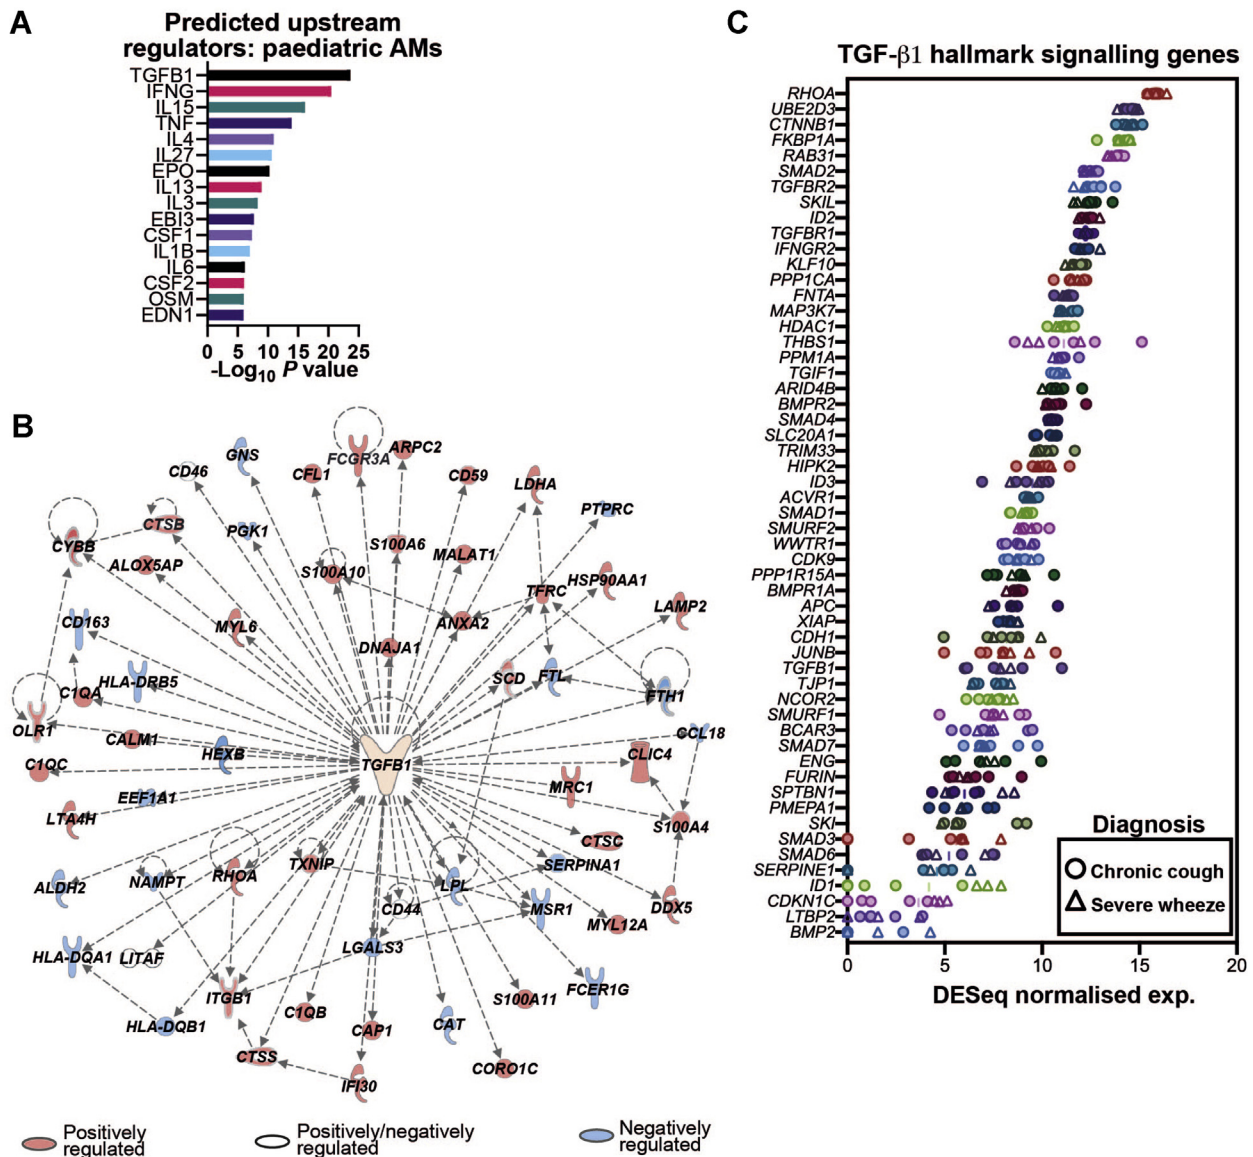 A
Predicted upstream
regulators: paediatric AMs
TGFB1
IFNG
IL15
TNF
IL4
IL27
EPO
IL13
IL3
EBI3
CSF1
IL1B
IL6
CSF2
OSM
EDN1
0 5 10 15 20 25
-Log10 P value
B
GNS
CD46
CFL1
FCGR3A
ARPC2
CD59
LDHA
PTPRC
CYBB
CTSB
PGK1
S100A6
MALAT1
ALOX5AP
S100A10
TFRC
HSP90AA1
LAMP2
CD163
MYL6
ANXA2
DNAJA1
C1QA
HLA-DRB5
SCD
FTL
FTH1
OLR1
CALM1
HEXB
TGFB1
CCL18
C1QC
CLIC4
MRC1
EEF1A1
LTA4H
S100A4
CTSC
ALDH2
NAMPT
RHOA
TXNIP
LPL
SERPINA1
CD44
MSR1
DDX5
MYL12A
HLA-DQA1
LITAF
LGALS3
ITGB1
C1QB
S100A11
FCER1G
HLA-DQB1
CAP1
CAT
CTSS
IFI30
CORO1C
Positively
regulated
Positively/negatively
regulated
Negatively
regulated
C
TGF-β1 hallmark signalling genes
RHOA
UBE2D3
CTNNB1
FKBP1A
RAB31
SMAD2
TGFBR2
SKIL
ID2
TGFBR1
IFNGR2
KLF10
PPP1CA
FNTA
MAP3K7
HDAC1
THBS1
PPM1A
TGIF1
ARID4B
BMPR2
SMAD4
SLC20A1
TRIM33
HIPK2
ID3
ACVR1
SMAD1
SMURF2
WWTR1
CDK9
PPP1R15A
BMPR1A
APC
XIAP
CDH1
JUNB
TGFB1
TJP1
NCOR2
SMURF1
BCAR3
SMAD7
ENG
FURIN
SPTBN1
PMEPA1
SKI
SMAD3
SMAD6
SERPINE1
ID1
CDKN1C
LTBP2
BMP2
Diagnosis
Chronic cough
Severe wheeze
0 5 10 15 20
DESeq normalised exp.